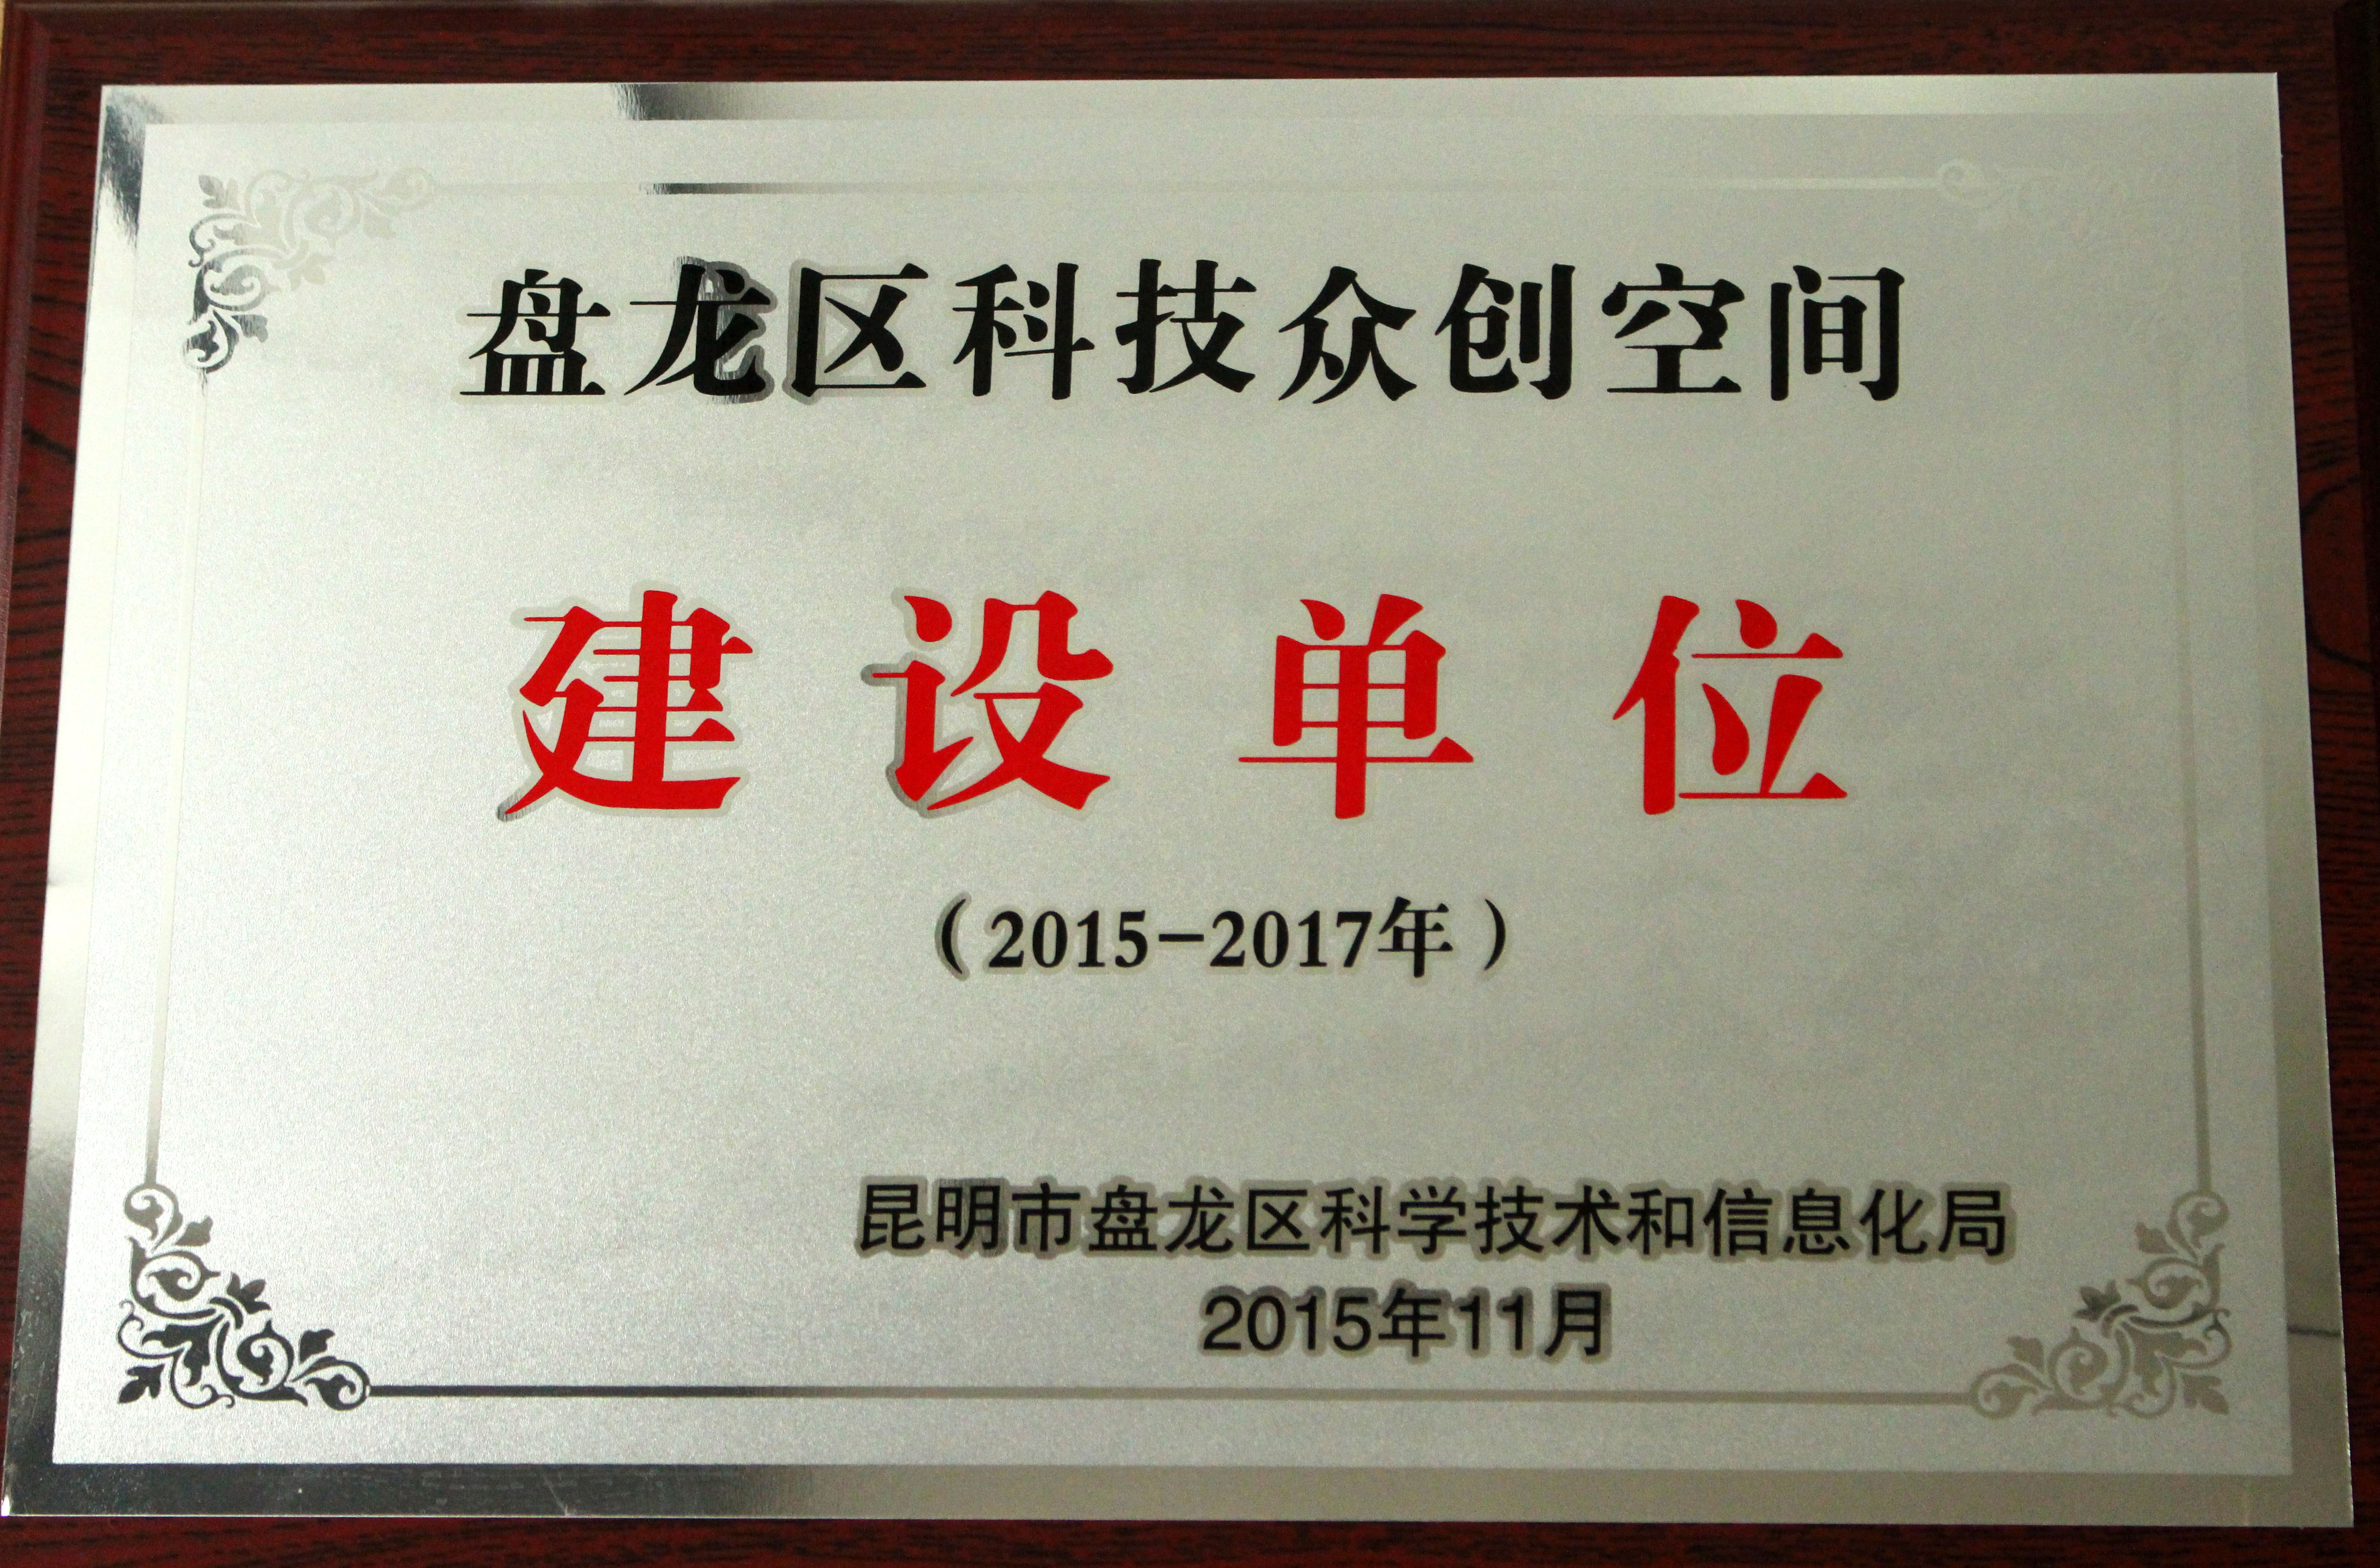 盘龙区科技众创空间
建设单位
（2015-2017年）
昆明市盘龙区科学技术和信息化局
2015年11月